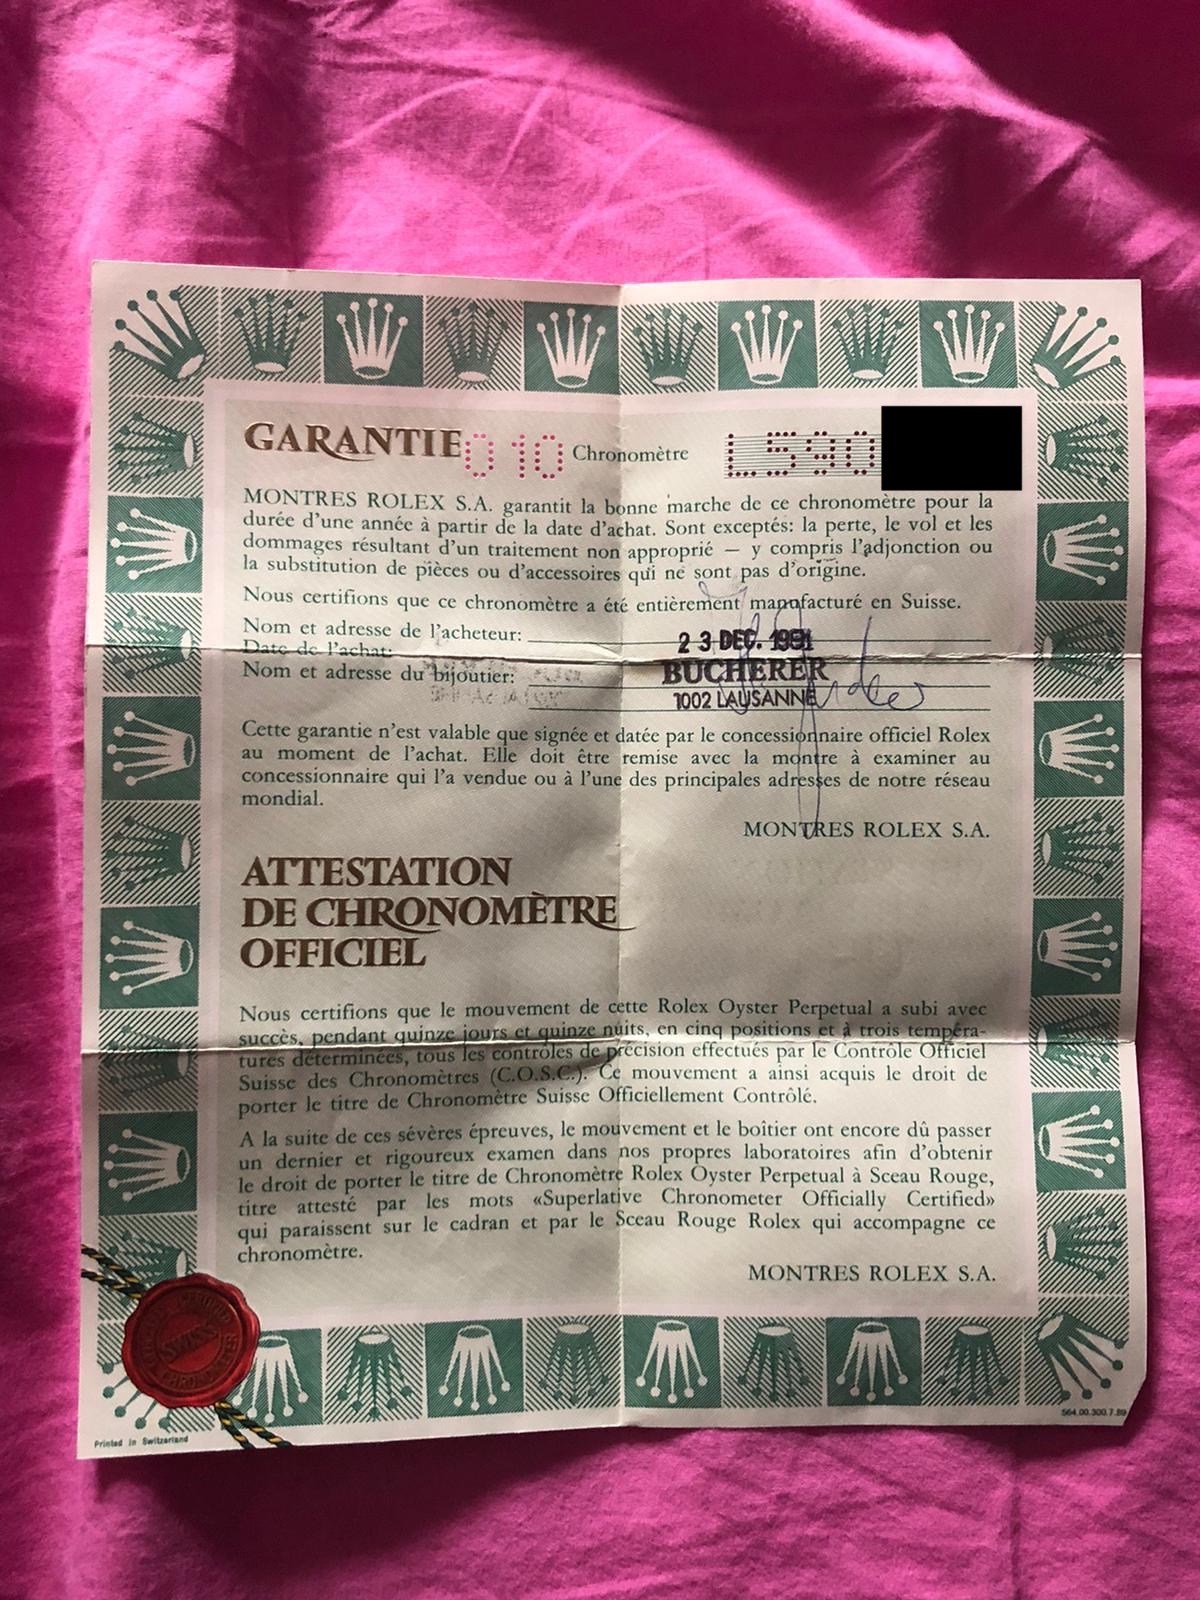 GARANTIE 010 Chronomètre L590
MONTRES ROLEX S.A. garantit la bonne marche de ce chronomètre pour la
durée d'une année à partir de la date d'achat. Sont exceptés: la perte, le vol et les
dommages résultant d'un traitement non approprié — y compris l'adjonction ou
la substitution de pièces ou d'accessoires qui ne sont pas d'origine.
Nous certifions que ce chronomètre a été entièrement manufacturé en Suisse.
Nom et adresse de l'acheteur:
Date de l'achat: 23 DEC. 1991
Nom et adresse du bijoutier: BUCHERER
1002 LAUSANNE
Cette garantie n'est valable que signée et datée par le concessionnaire officiel Rolex
au moment de l'achat. Elle doit être remise avec la montre à examiner au
concessionnaire qui l'a vendue ou à l'une des principales adresses de notre réseau
mondial.
MONTRES ROLEX S.A.
ATTESTATION
DE CHRONOMÈTRE
OFFICIEL
Nous certifions que le mouvement de cette Rolex Oyster Perpetual a subi avec
succès, pendant quinze jours et quinze nuits, en cinq positions et à trois tempéra-
tures déterminées, tous les contrôles de précision effectués par le Contrôle Officiel
Suisse des Chronomètres (C.O.S.C.). Ce mouvement a ainsi acquis le droit de
porter le titre de Chronomètre Suisse Officiellement Contrôlé.
A la suite de ces sévères épreuves, le mouvement et le boîtier ont encore dû passer
un dernier et rigoureux examen dans nos propres laboratoires afin d'obtenir
le droit de porter le titre de Chronomètre Rolex Oyster Perpetual à Sceau Rouge,
titre attesté par les mots «Superlative Chronometer Officially Certified»
qui paraissent sur le cadran et par le Sceau Rouge Rolex qui accompagne ce
chronomètre.
MONTRES ROLEX S.A.
SWISS
CHRONOMETER
564.00.300.7.89
Printed in Switzerland